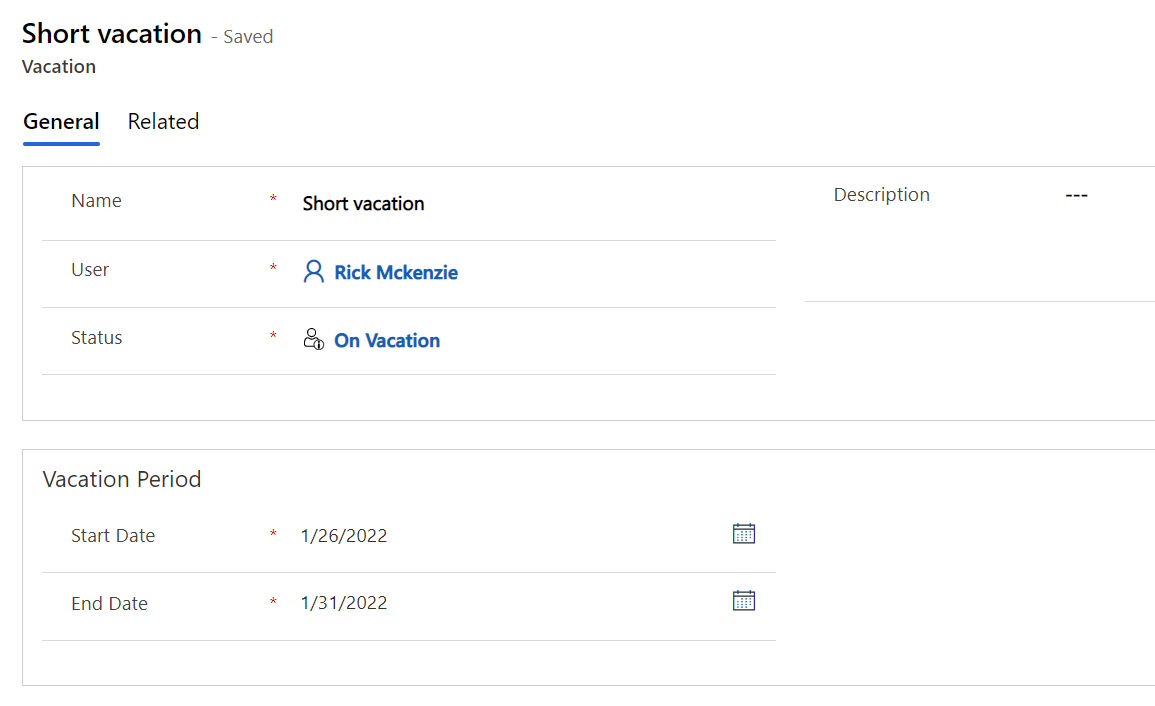 Short vacation - Saved
Vacation
General Related
Name * Short vacation
Description ---
User * Rick Mckenzie
Status * On Vacation
Vacation Period
Start Date * 1/26/2022
End Date * 1/31/2022